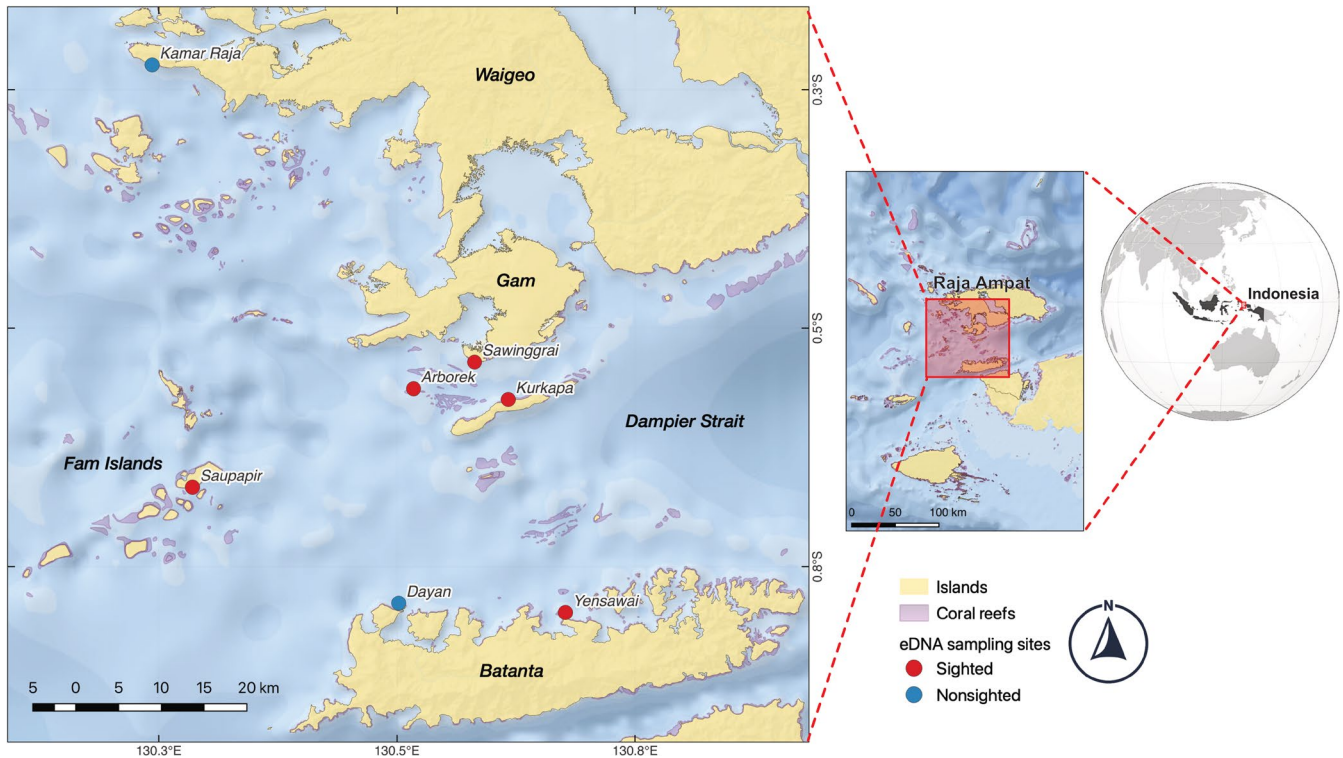 Kamar Raja
Waigeo
0.3°S
Gam
0.5°S
Sawinggrai
Arborek
Kurkapa
Dampier Strait
Fam Islands
Saupapir
0.8°S
Dayan
Yensawai
Batanta
5 0 5 10 15 20 km
130.3°E
130.5°E
130.8°E
Raja Ampat
0 50 100 km
Indonesia
Islands
Coral reefs
eDNA sampling sites
Sighted
Nonsighted
N